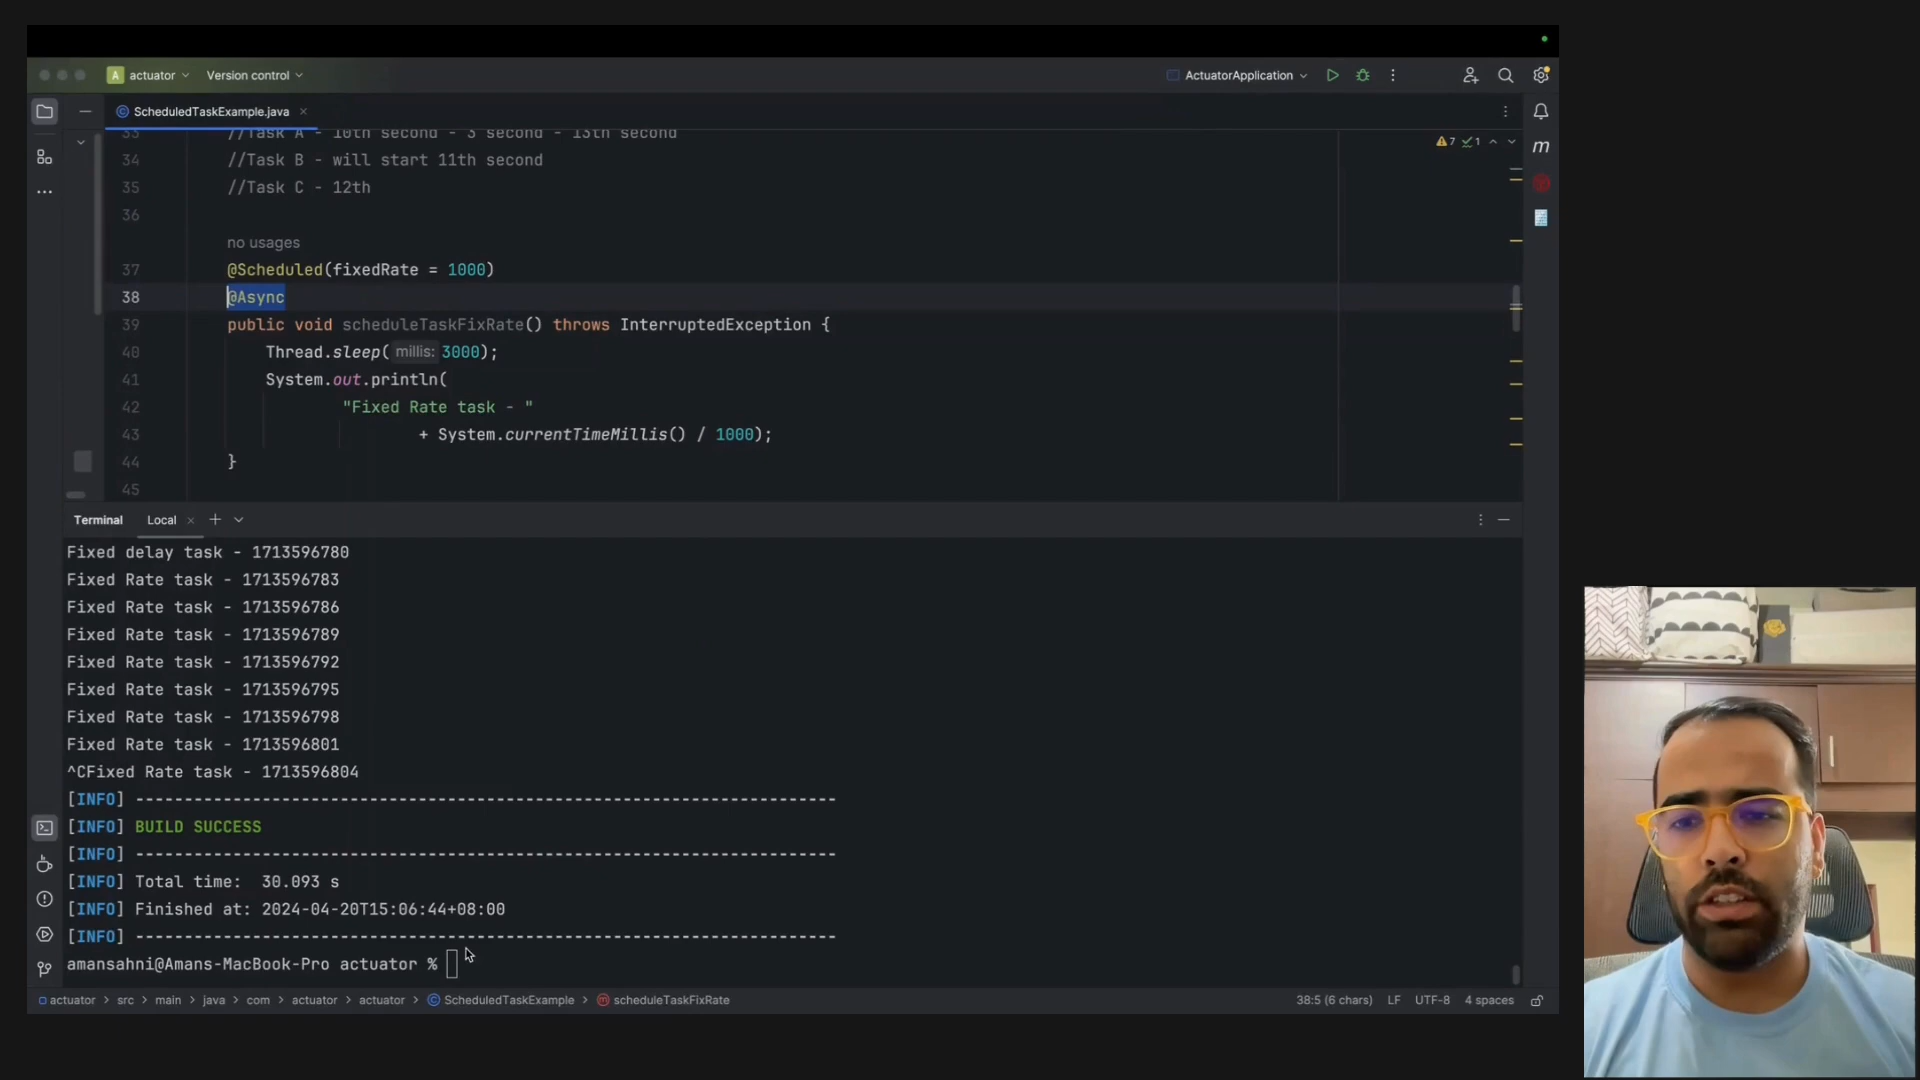 actuator Version control ActuatorApplication
ScheduledTaskExample.java
33 //Task A - 10th second - 3 second - 13th second
7 1
34 //Task B - will start 11th second
35 //Task C - 12th
36
no usages
37 @Scheduled(fixedRate = 1000)
38 @Async
39 public void scheduleTaskFixRate() throws InterruptedException {
40 Thread.sleep( millis: 3000);
41 System.out.println(
42 "Fixed Rate task - "
43 + System.currentTimeMillis() / 1000);
44 }
45
Terminal Local
Fixed delay task - 1713596780
Fixed Rate task - 1713596783
Fixed Rate task - 1713596786
Fixed Rate task - 1713596789
Fixed Rate task - 1713596792
Fixed Rate task - 1713596795
Fixed Rate task - 1713596798
Fixed Rate task - 1713596801
^CFixed Rate task - 1713596804
[INFO] ------------------------------------------------------------------------
[INFO] BUILD SUCCESS
[INFO] ------------------------------------------------------------------------
[INFO] Total time:  30.093 s
[INFO] Finished at: 2024-04-20T15:06:44+08:00
[INFO] ------------------------------------------------------------------------
amansahni@Amans-MacBook-Pro actuator %
actuator > src > main > java > com > actuator > actuator > ScheduledTaskExample > scheduleTaskFixRate 38:5 (6 chars) LF UTF-8 4 spaces